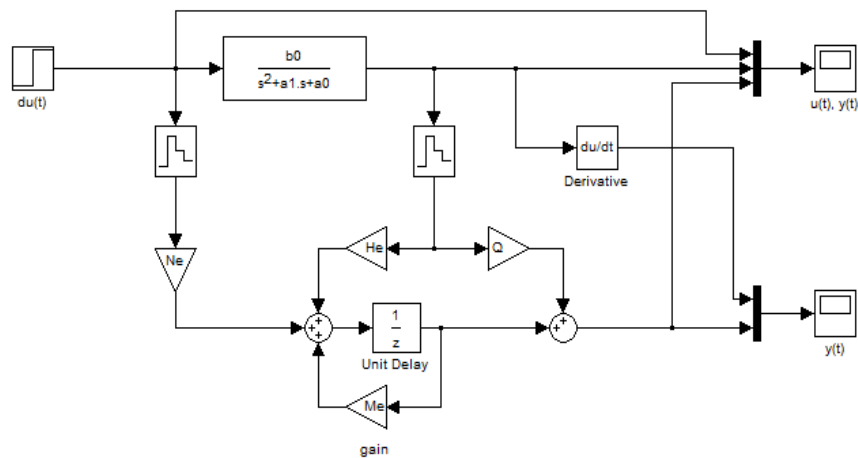 b0
s2+a1.s+a0
du(t)
u(t), y(t)
du/dt
Derivative
Ne
He
Q
1
z
Unit Delay
y(t)
Me
gain